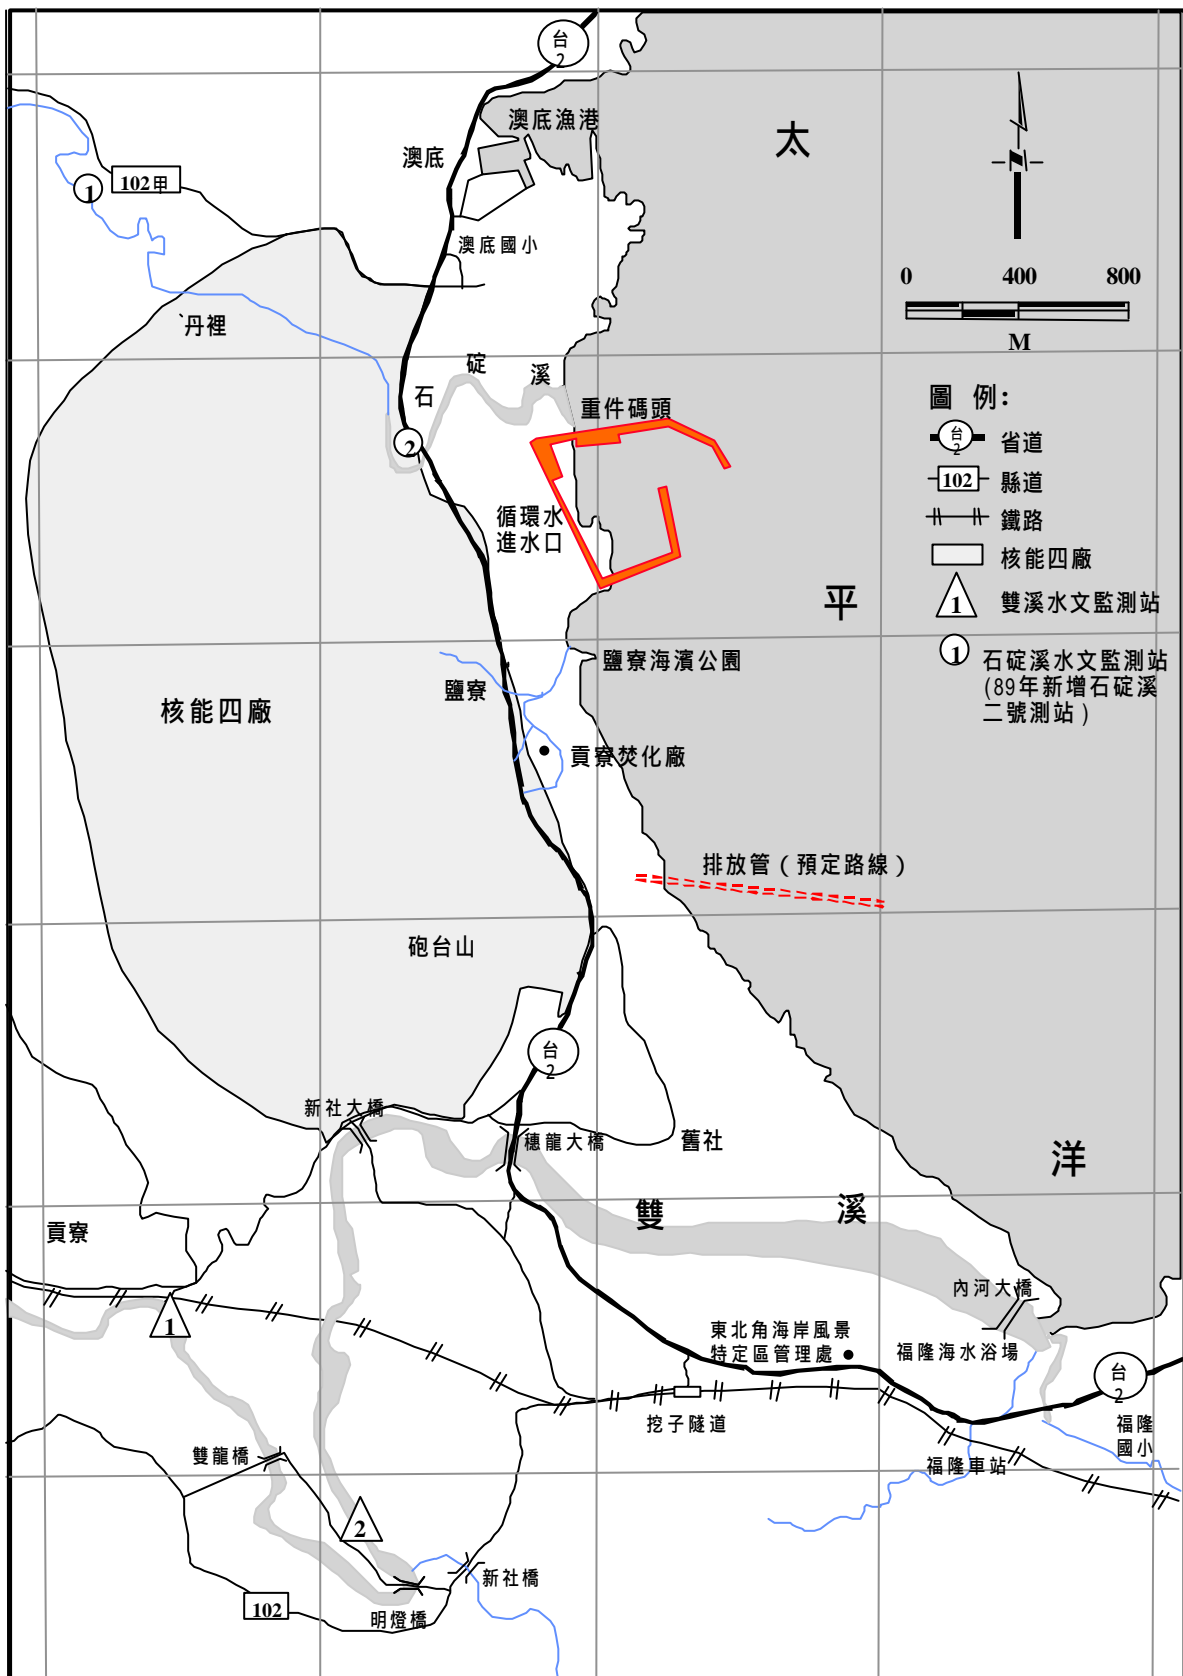 台
2
澳底漁港
太
澳底
102甲
1
澳底國小
0 400 800
M
丹裡
碇
溪
石
重件碼頭
2
循環水
進水口
圖 例:
台
2
省道
102
縣道
鐵路
核能四廠
1
雙溪水文監測站
1
石碇溪水文監測站
(89年新增石碇溪
二號測站)
平
鹽寮海濱公園
鹽寮
核能四廠
貢寮焚化廠
排放管(預定路線)
砲台山
台
2
新社大橋
穗龍大橋
舊社
洋
雙
溪
貢寮
內河大橋
1
東北角海岸風景
特定區管理處
福隆海水浴場
台
2
挖子隧道
福隆
國小
雙龍橋
福隆車站
2
新社橋
102
明燈橋